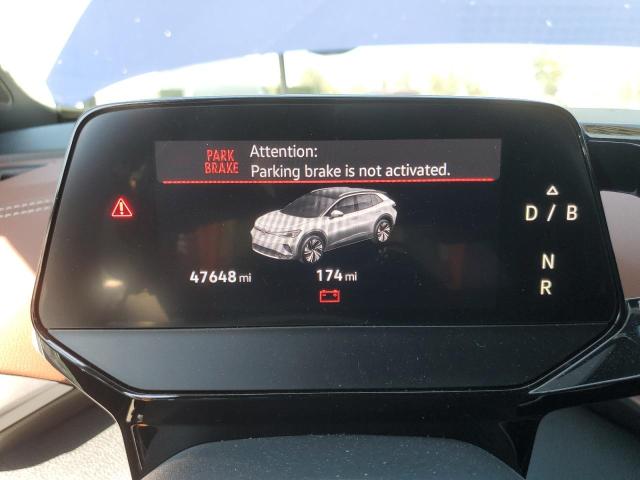 PARK
BRAKE
Attention:
Parking brake is not activated.
D / B
N
R
47648 mi
174 mi